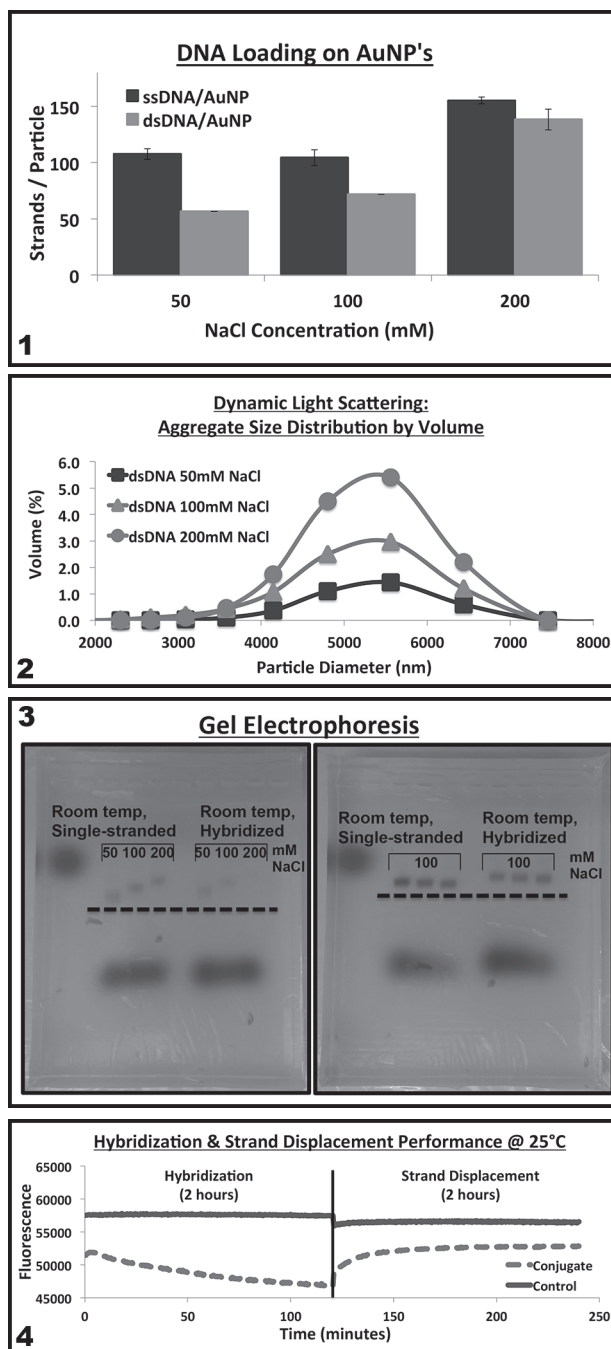 DNA Loading on AuNP's
ssDNA/AuNP
dsDNA/AuNP
Strands / Particle
150
100
50
0
50 100 200
NaCl Concentration (mM)
1
Dynamic Light Scattering:
Aggregate Size Distribution by Volume
dsDNA 50mM NaCl
dsDNA 100mM NaCl
dsDNA 200mM NaCl
Volume (%)
6.0
5.0
4.0
3.0
2.0
1.0
0.0
2000 3000 4000 5000 6000 7000 8000
Particle Diameter (nm)
2
3
Gel Electrophoresis
Room temp,
Single-stranded
50 100 200
Room temp,
Hybridized
50 100 200
mM
NaCl
Room temp,
Single-stranded
100
Room temp,
Hybridized
100
mM
NaCl
Hybridization & Strand Displacement Performance @ 25°C
Fluorescence
65000
60000
55000
50000
45000
Hybridization
(2 hours)
Strand Displacement
(2 hours)
Conjugate
Control
0 50 100 150 200 250
Time (minutes)
4